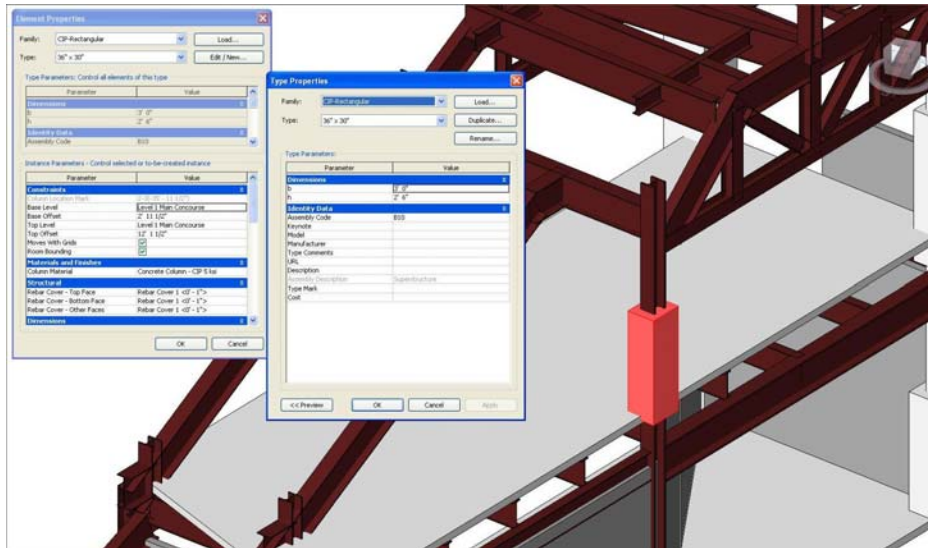 Element Properties
Family: CIP-Rectangular Load...
Type: 36" x 30" Edit / New...
Type Parameters: Control all elements of this type
Parameter Value
Dimensions
b 3' 0"
h 2' 6"
Identity Data
Assembly Code B10
Instance Parameters - Control selected or to-be-created instance
Parameter Value
Constraints
Column Location Mark
Base Level Level 1 Main Concourse
Base Offset 2' 11 1/2"
Top Level Level 1 Main Concourse
Top Offset 12' 1 1/2"
Moves With Grids
Room Bounding
Materials and Finishes
Column Material Concrete Column - CIP 5 ksi
Structural
Rebar Cover - Top Face Rebar Cover 1 <0' - 1">
Rebar Cover - Bottom Face Rebar Cover 1 <0' - 1">
Rebar Cover - Other Faces Rebar Cover 1 <0' - 1">
Dimensions
OK Cancel
Type Properties
Family: CIP-Rectangular Load...
Type: 36" x 30" Duplicate...
Rename...
Type Parameters:
Parameter Value
Dimensions
b 3' 0"
h 2' 6"
Identity Data
Assembly Code B10
Keynote
Model
Manufacturer
Type Comments
URL
Description
Assembly Description Superstructure
Type Mark
Cost
<< Preview OK Cancel Apply